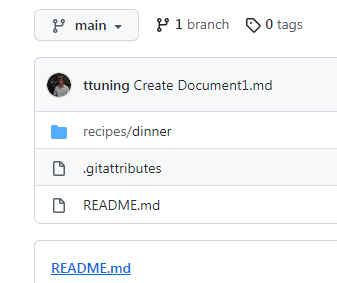 main 1 branch 0 tags
ttuning Create Document1.md
recipes/dinner
.gitattributes
README.md
README.md